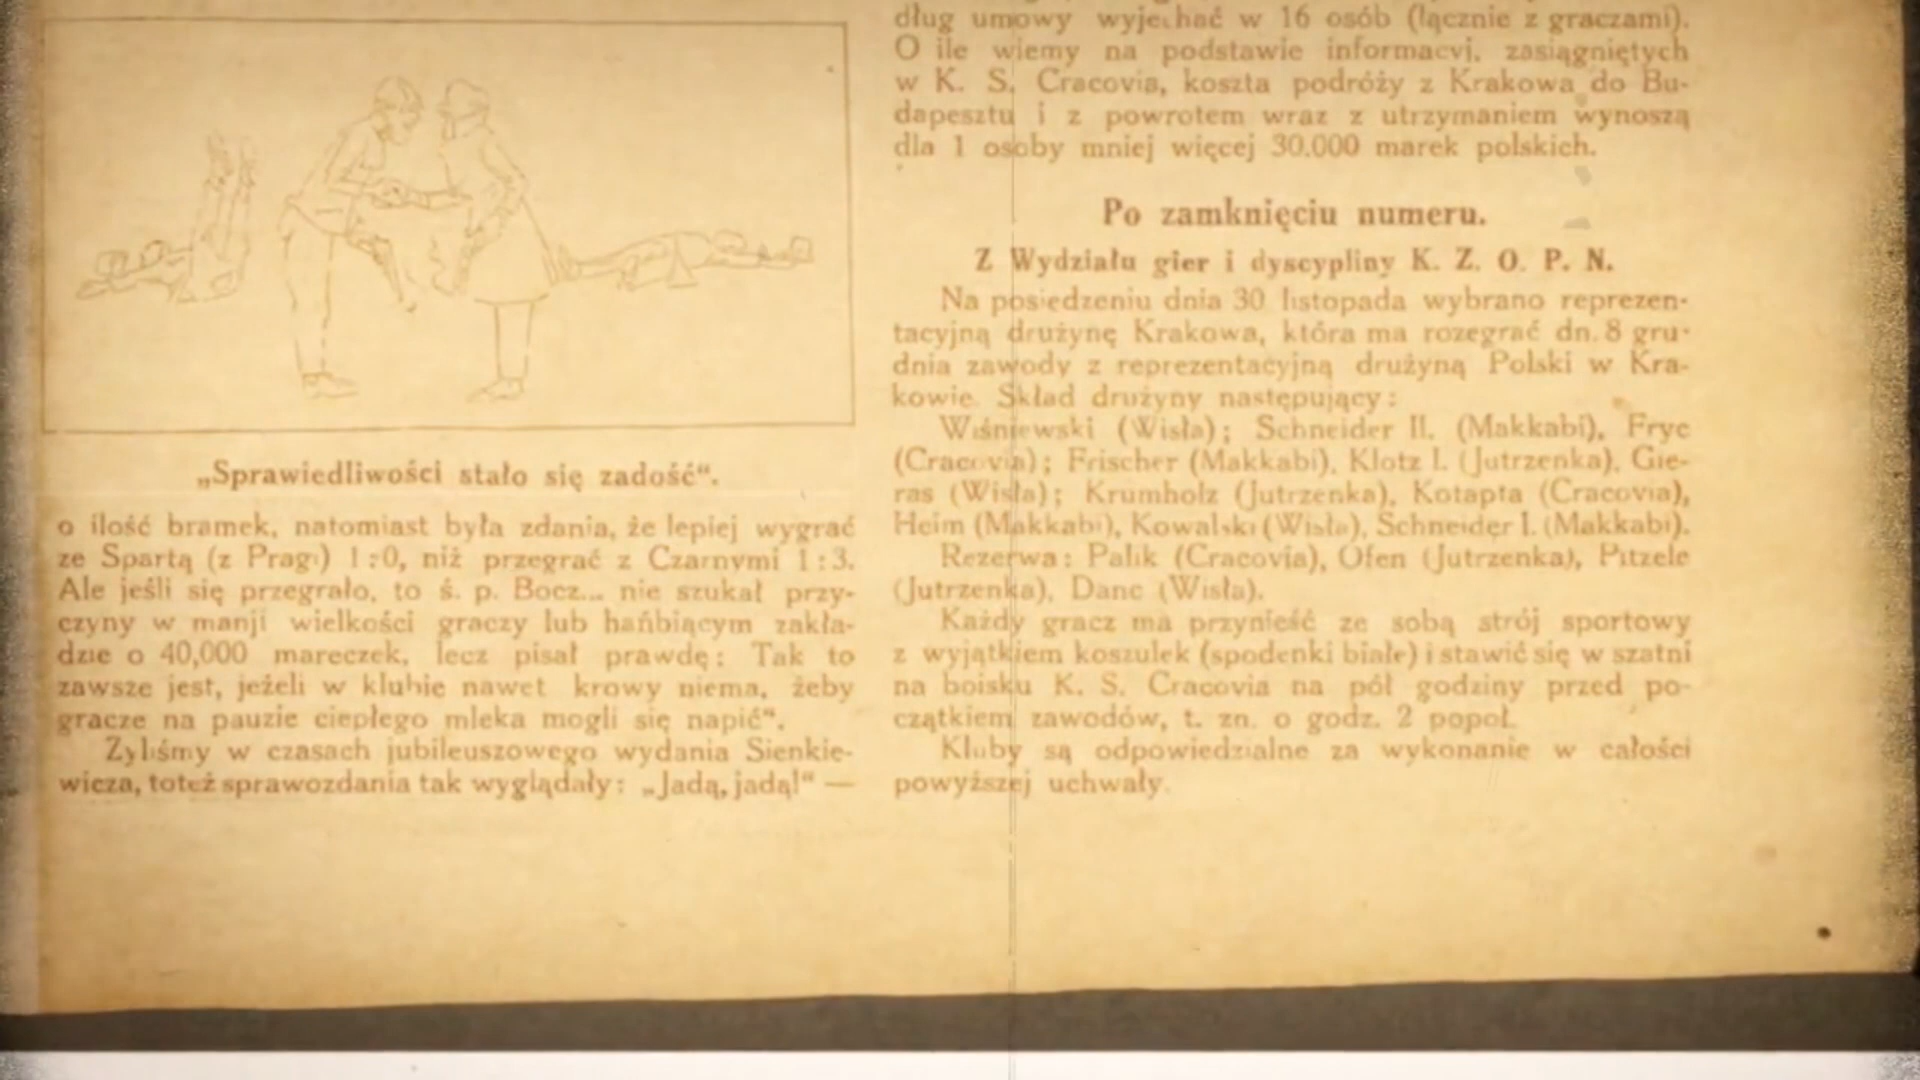 „Sprawiedliwości stało się zadość“.
o ilość bramek, natomiast była zdania, że lepiej wygrać
ze Spartą (z Pragi) 1:0, niż przegrać z Czarnymi 1:3.
Ale jeśli się przegrało, to ś. p. Bocz... nie szukał przy-
czyny w manji wielkości graczy lub hańbiącym zakła-
dzie o 40,000 mareczek, lecz pisał prawdę: Tak to
zawsze jest, jeżeli w klubie nawet krowy niema, żeby
gracze na pauzie ciepłego mleka mogli się napić“.
Żyliśmy w czasach jubileuszowego wydania Sienkie-
wicza, toteż sprawozdania tak wyglądały: „Jadą, jadą!“ —
dług umowy wyjechać w 16 osób (łącznie z graczami).
O ile wiemy na podstawie informacyj, zasiągniętych
w K. S. Cracovia, koszta podróży z Krakowa do Bu-
dapesztu i z powrotem wraz z utrzymaniem wynoszą
dla 1 osoby mniej więcej 30.000 marek polskich.
Po zamknięciu numeru.
Z Wydziału gier i dyscypliny K. Z. O. P. N.
Na posiedzeniu dnia 30 listopada wybrano reprezen-
tacyjną drużynę Krakowa, która ma rozegrać dn. 8 gru-
dnia zawody z reprezentacyjną drużyną Polski w Kra-
kowie. Skład drużyny następujący:
Wiśniewski (Wisła); Schneider II. (Makkabi), Fryc
(Cracovia); Frischer (Makkabi), Klotz I. (Jutrzenka), Gie-
ras (Wisła); Krumholz (Jutrzenka), Kotapta (Cracovia),
Heim (Makkabi), Kowalski (Wisła), Schneider I. (Makkabi).
Rezerwa: Palik (Cracovia), Ofen (Jutrzenka), Pitzele
(Jutrzenka), Danc (Wisła).
Każdy gracz ma przynieść ze sobą strój sportowy
z wyjątkiem koszulek (spodenki białe) i stawić się w szatni
na boisku K. S. Cracovia na pół godziny przed po-
czątkiem zawodów, t. zn. o godz. 2 popoł.
Kluby są odpowiedzialne za wykonanie w całości
powyższej uchwały.